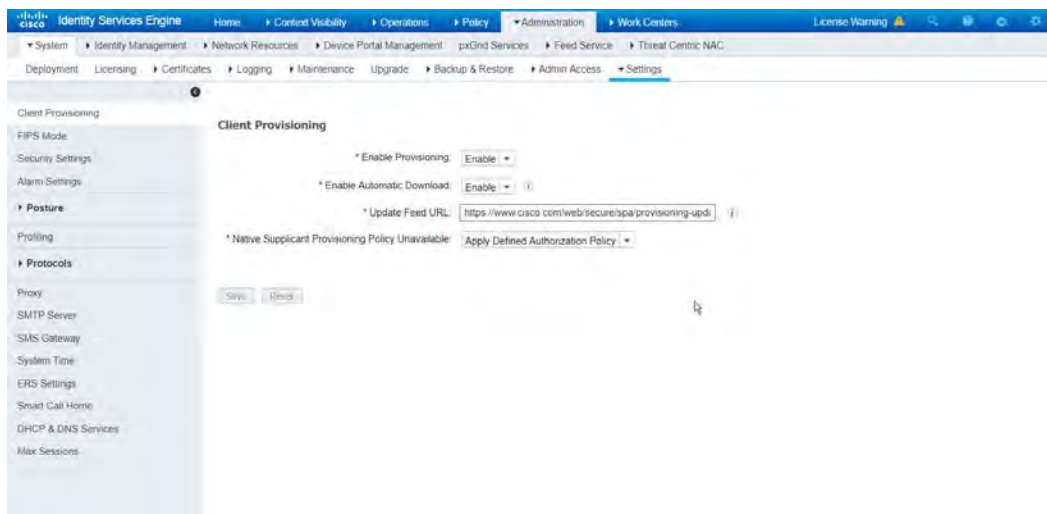 cisco Identity Services Engine Home Context Visibility Operations Policy Administration Work Centers License Warning
System Identity Management Network Resources Device Portal Management pxGrid Services Feed Service Threat Centric NAC
Deployment Licensing Certificates Logging Maintenance Upgrade Backup & Restore Admin Access Settings
Client Provisioning
FIPS Mode
Security Settings
Alarm Settings
Posture
Profiling
Protocols
Proxy
SMTP Server
SMS Gateway
System Time
ERS Settings
Smart Call Home
DHCP & DNS Services
Max Sessions
Client Provisioning
* Enable Provisioning: Enable
* Enable Automatic Download: Enable
* Update Feed URL: https://www.cisco.com/web/secure/spa/provisioning-upda
* Native Supplicant Provisioning Policy Unavailable: Apply Defined Authorization Policy
Save Reset